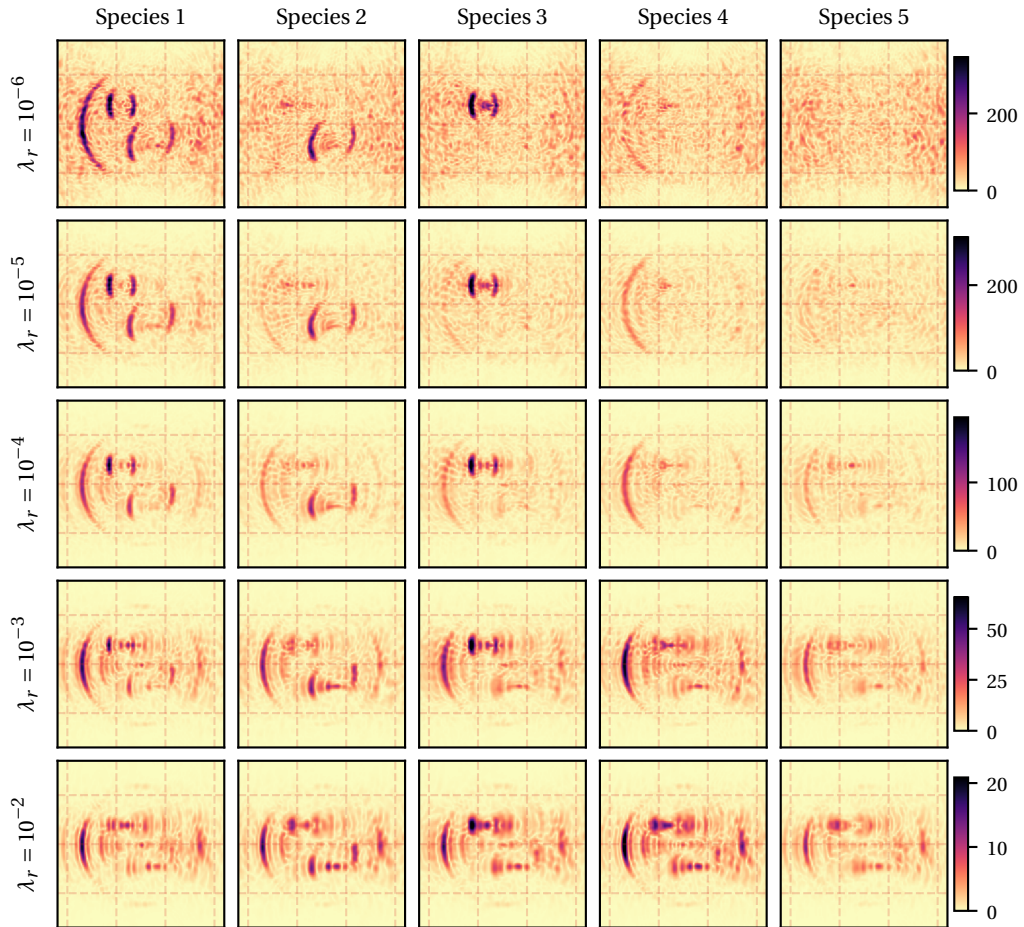 Species 1 Species 2 Species 3 Species 4 Species 5
λr = 10⁻⁶
200
0
λr = 10⁻⁵
200
0
λr = 10⁻⁴
100
0
λr = 10⁻³
50
25
0
λr = 10⁻²
20
10
0